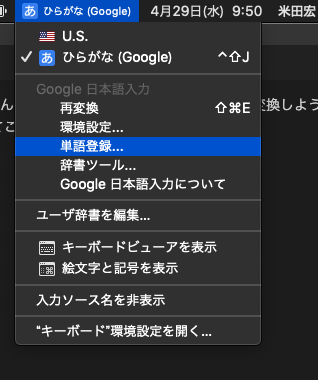 あ ひらがな (Google) 4月29日(水) 9:50 米田宏
U.S.
✓ あ ひらがな (Google) ^⇧J
Google 日本語入力
ん
再変換 ⇧⌘E
変換しよう
環境設定...
てこ
単語登録...
辞書ツール...
Google 日本語入力について
ユーザ辞書を編集...
キーボードビューアを表示
絵文字と記号を表示
入力ソース名を非表示
“キーボード”環境設定を開く...